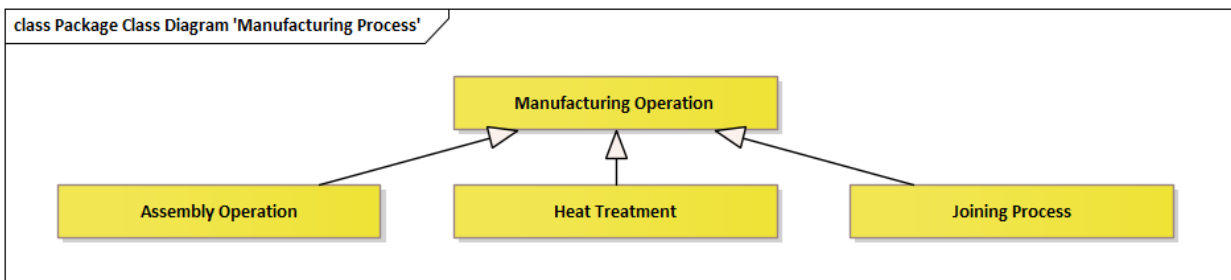 class Package Class Diagram 'Manufacturing Process'
Manufacturing Operation
Assembly Operation
Heat Treatment
Joining Process